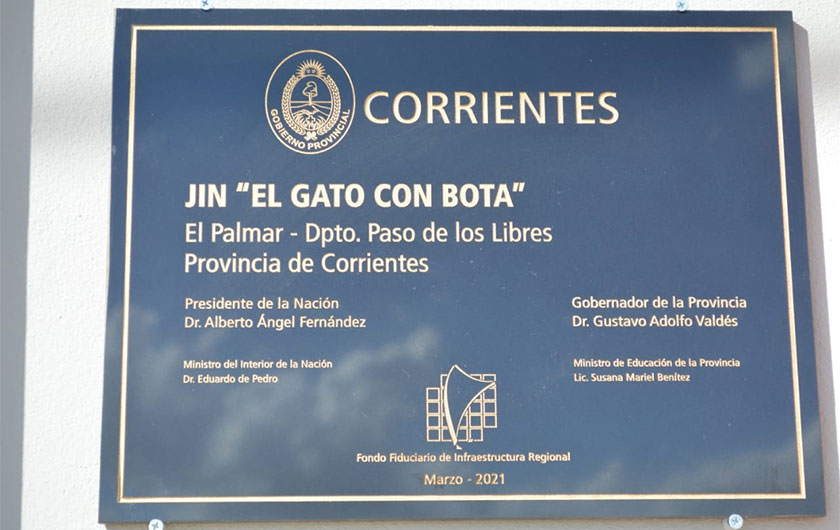 GOBIERNO PROVINCIAL
CORRIENTES
JIN "EL GATO CON BOTA"
El Palmar - Dpto. Paso de los Libres
Provincia de Corrientes
Presidente de la Nación
Dr. Alberto Ángel Fernández
Gobernador de la Provincia
Dr. Gustavo Adolfo Valdés
Ministro del Interior de la Nación
Dr. Eduardo de Pedro
Ministro de Educación de la Provincia
Lic. Susana Mariel Benítez
Fondo Fiduciario de Infraestructura Regional
Marzo - 2021